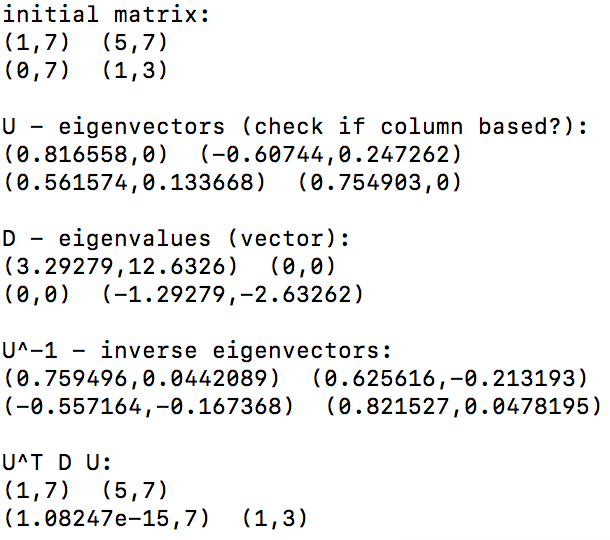 initial matrix:
(1,7)  (5,7)
(0,7)  (1,3)
U – eigenvectors (check if column based?):
(0.816558,0)  (-0.60744,0.247262)
(0.561574,0.133668)  (0.754903,0)
D – eigenvalues (vector):
(3.29279,12.6326)  (0,0)
(0,0)  (-1.29279,-2.63262)
U^-1 – inverse eigenvectors:
(0.759496,0.0442089)  (0.625616,-0.213193)
(-0.557164,-0.167368)  (0.821527,0.0478195)
U^T D U:
(1,7)  (5,7)
(1.08247e-15,7)  (1,3)